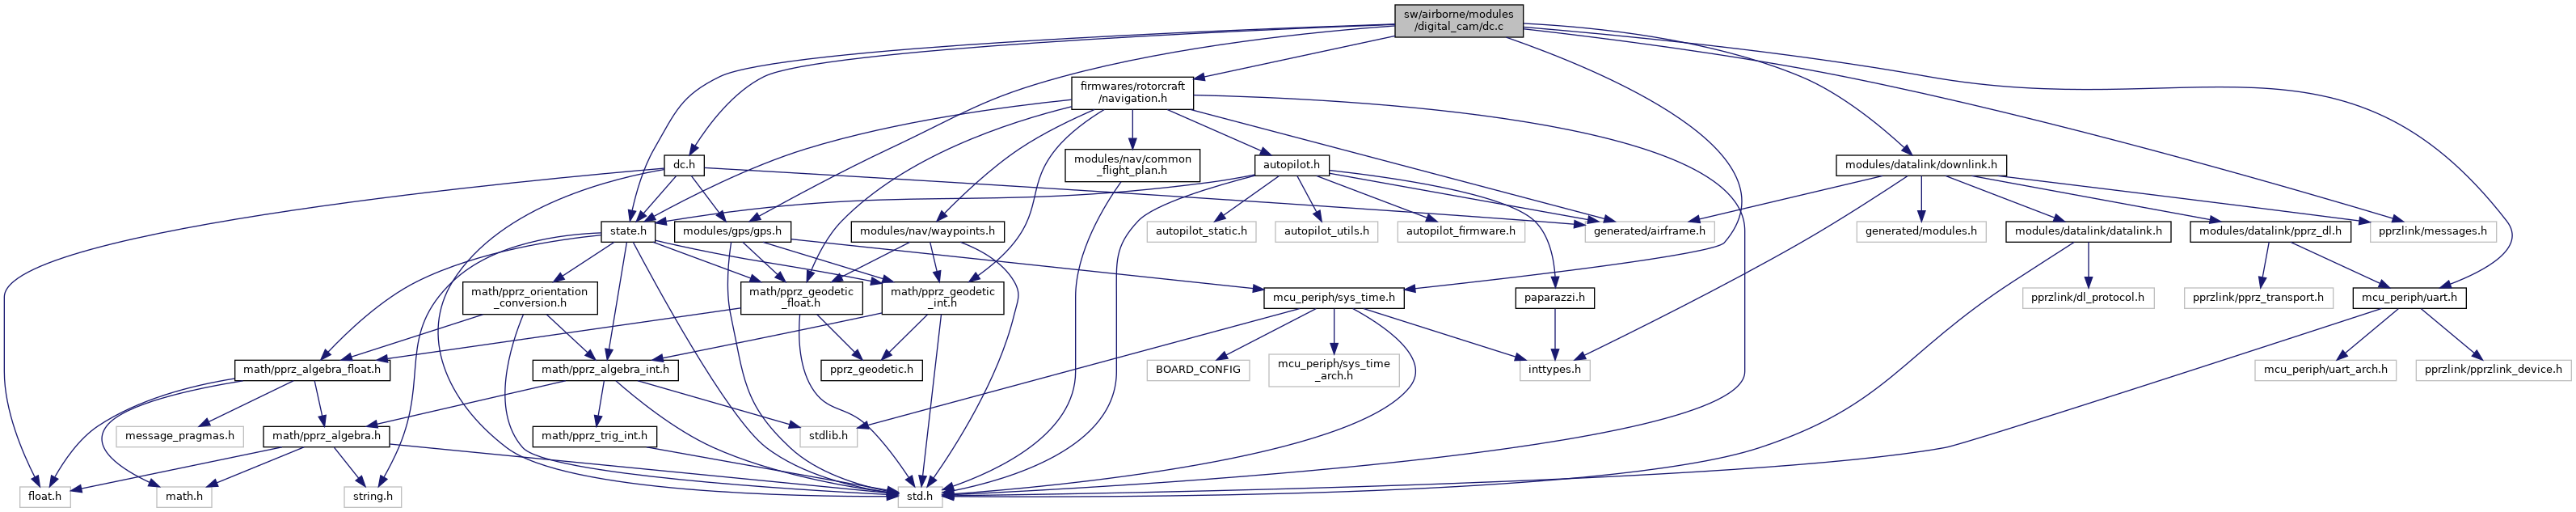 sw/airborne/modules
/digital_cam/dc.c
firmwares/rotorcraft
/navigation.h
dc.h
modules/nav/common
_flight_plan.h
autopilot.h
modules/datalink/downlink.h
state.h
modules/gps/gps.h
modules/nav/waypoints.h
autopilot_static.h
autopilot_utils.h
autopilot_firmware.h
generated/airframe.h
generated/modules.h
modules/datalink/datalink.h
modules/datalink/pprz_dl.h
pprzlink/messages.h
math/pprz_orientation
_conversion.h
math/pprz_geodetic
_float.h
math/pprz_geodetic
_int.h
mcu_periph/sys_time.h
paparazzi.h
pprzlink/dl_protocol.h
pprzlink/pprz_transport.h
mcu_periph/uart.h
math/pprz_algebra_float.h
math/pprz_algebra_int.h
pprz_geodetic.h
BOARD_CONFIG
mcu_periph/sys_time
_arch.h
inttypes.h
mcu_periph/uart_arch.h
pprzlink/pprzlink_device.h
message_pragmas.h
math/pprz_algebra.h
math/pprz_trig_int.h
stdlib.h
float.h
math.h
string.h
std.h